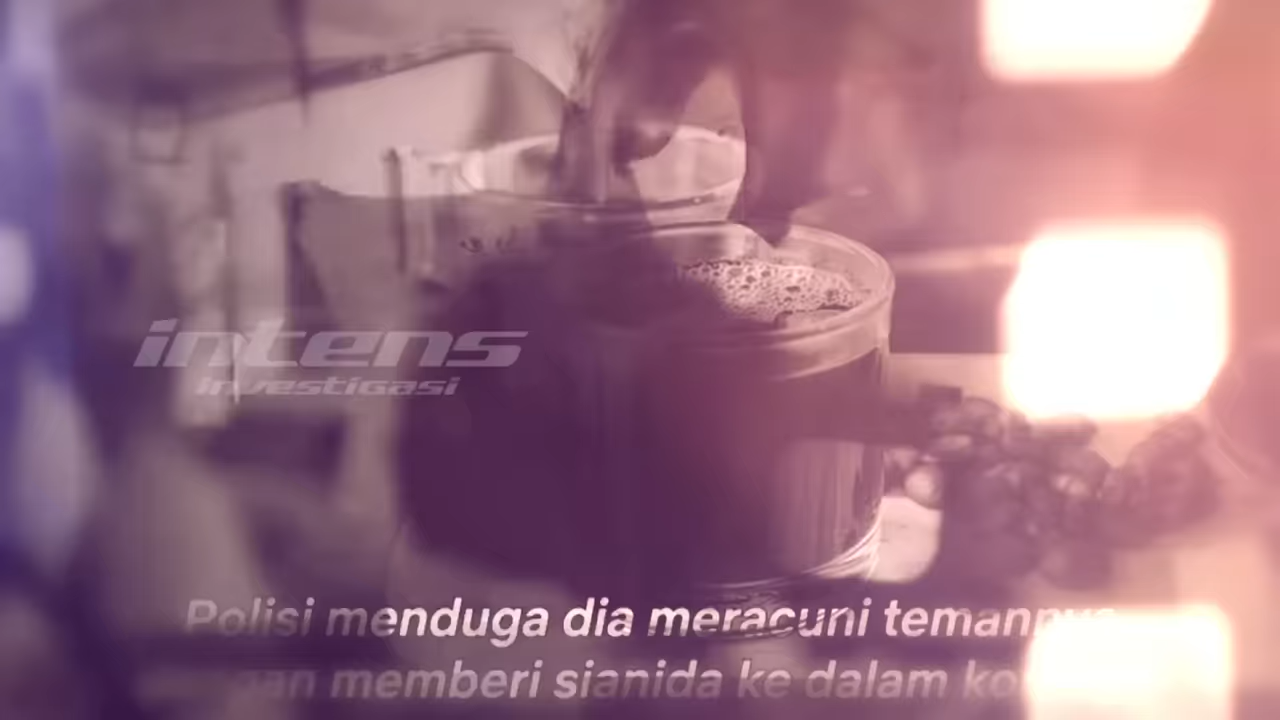 intens
investigasi
Polisi menduga dia meracuni temannya
memberi sianida ke dalam